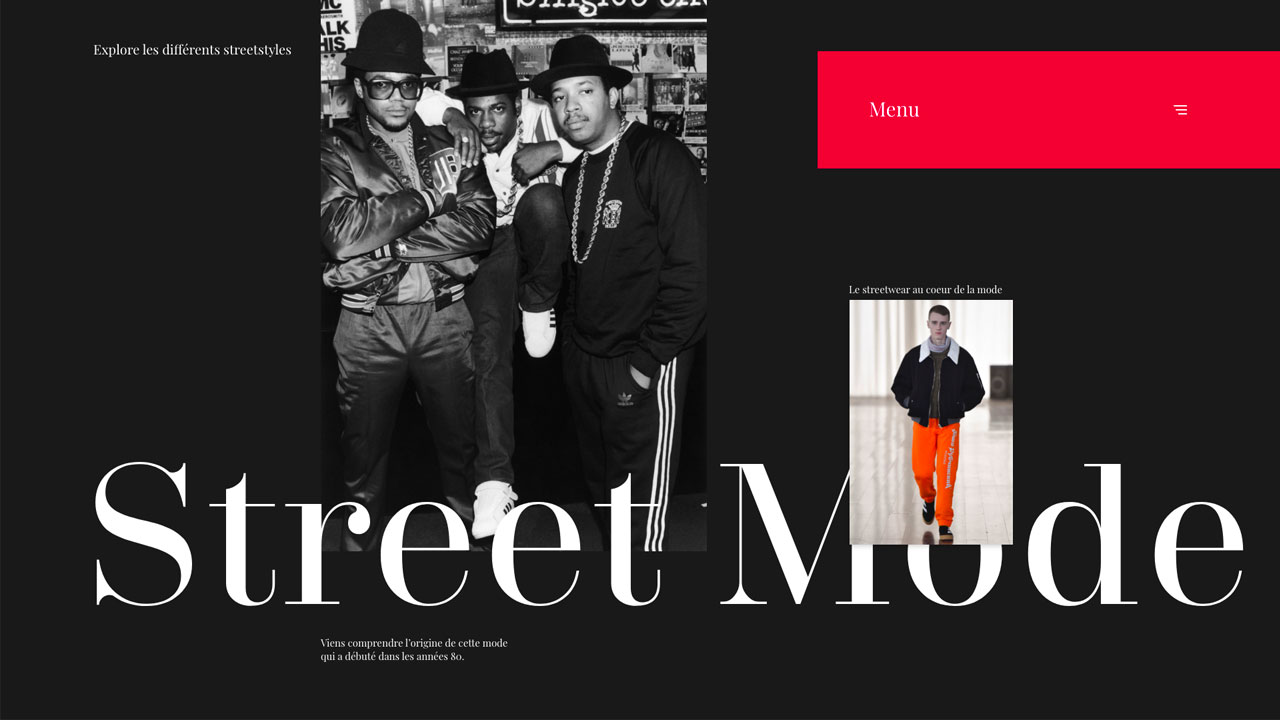 Explore les différents streetstyles
Menu
Le streetwear au coeur de la mode
Street Mode
Viens comprendre l'origine de cette mode
qui a débuté dans les années 80.